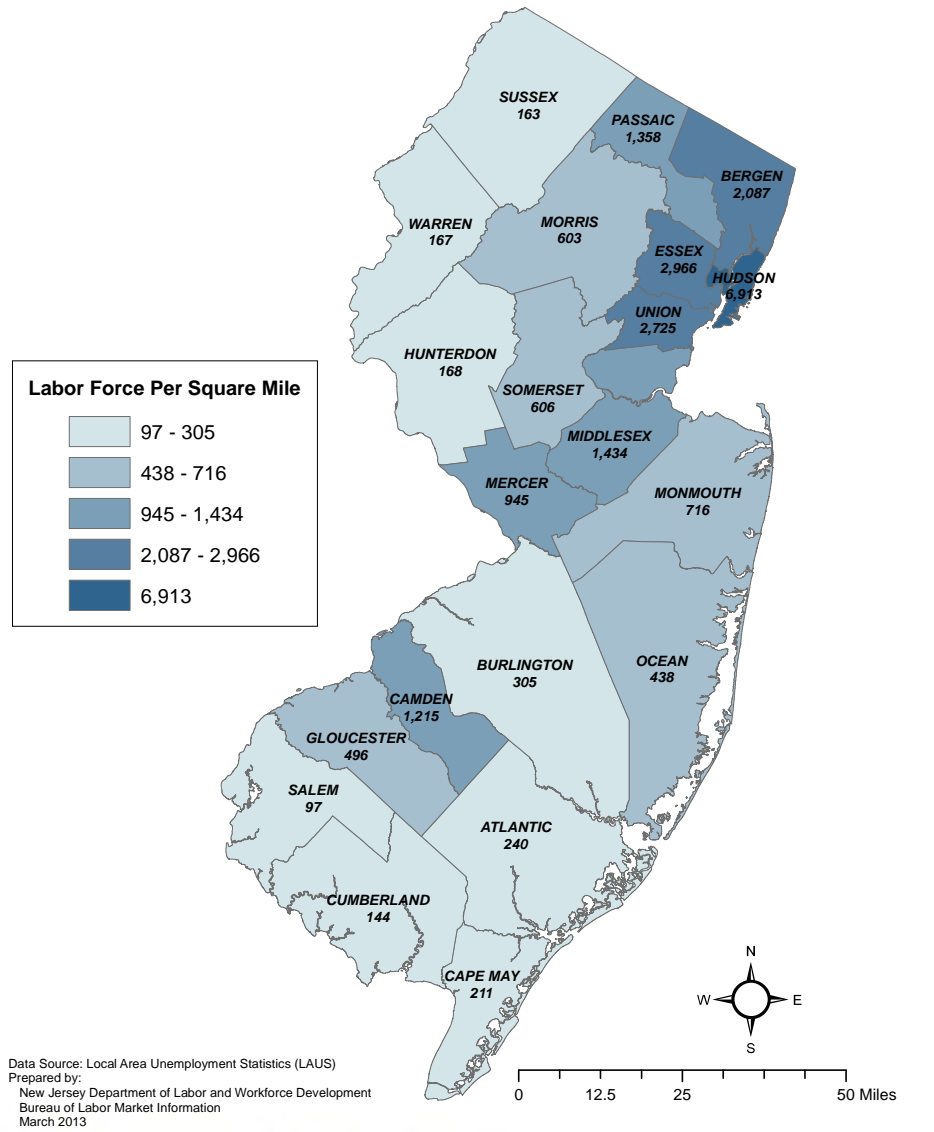 SUSSEX
163
PASSAIC
1,358
BERGEN
2,087
WARREN
167
MORRIS
603
ESSEX
2,966
HUDSON
6,913
UNION
2,725
HUNTERDON
168
SOMERSET
606
MIDDLESEX
1,434
MERCER
945
MONMOUTH
716
Labor Force Per Square Mile
97 - 305
438 - 716
945 - 1,434
2,087 - 2,966
6,913
BURLINGTON
305
OCEAN
438
CAMDEN
1,215
GLOUCESTER
496
SALEM
97
ATLANTIC
240
CUMBERLAND
144
CAPE MAY
211
N
W E
S
Data Source: Local Area Unemployment Statistics (LAUS)
Prepared by:
New Jersey Department of Labor and Workforce Development
Bureau of Labor Market Information
March 2013
0 12.5 25 50 Miles